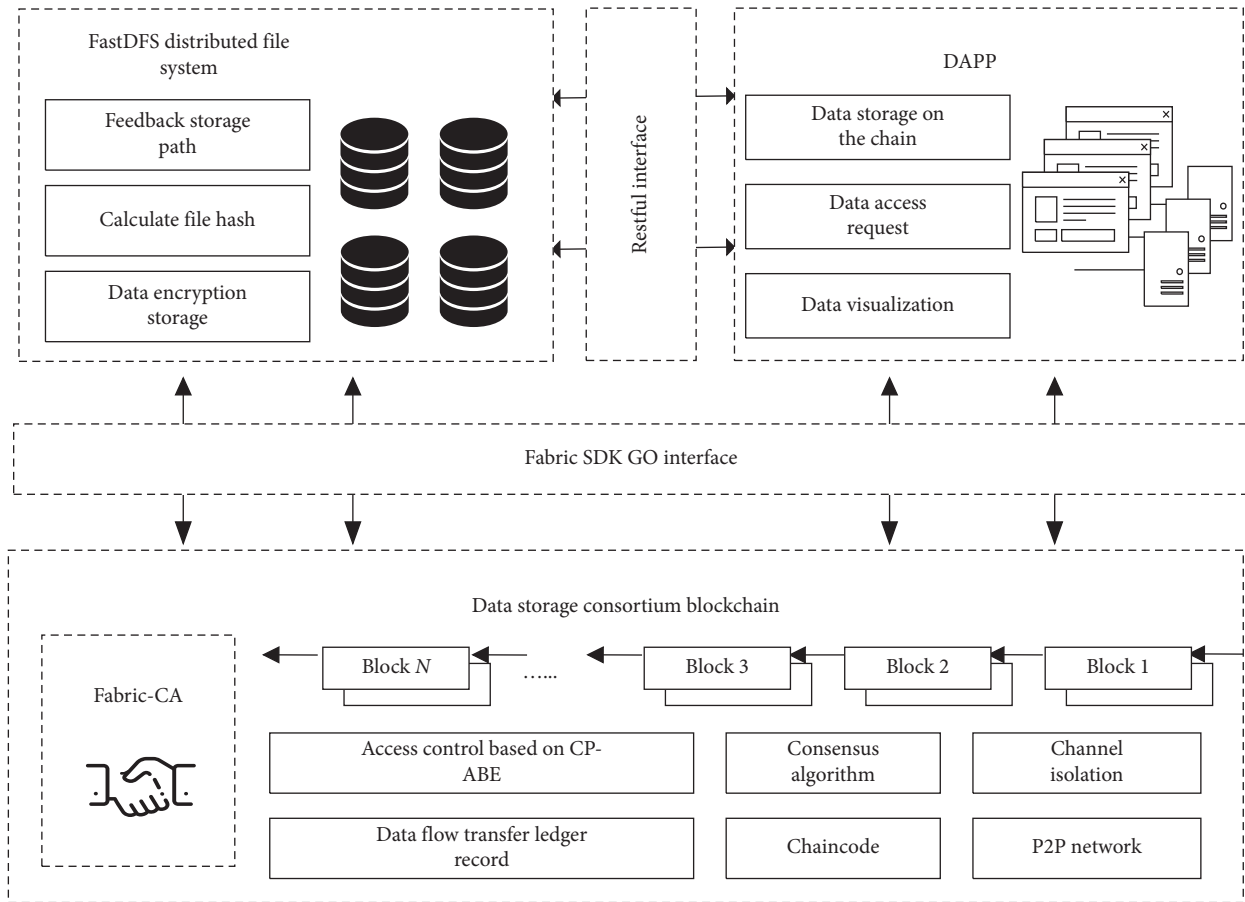 FastDFS distributed file
system
Feedback storage
path
Calculate file hash
Data encryption
storage
Restful interface
DAPP
Data storage on
the chain
Data access
request
Data visualization
Fabric SDK GO interface
Data storage consortium blockchain
Fabric-CA
Block N
......
Block 3
Block 2
Block 1
Access control based on CP-
ABE
Consensus
algorithm
Channel
isolation
Data flow transfer ledger
record
Chaincode
P2P network